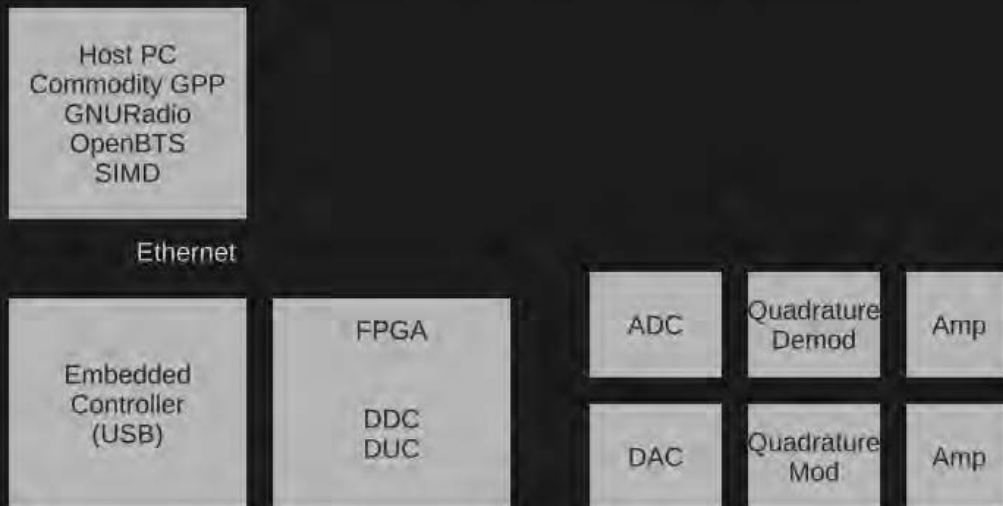 Host PC
Commodity GPP
GNURadio
OpenBTS
SIMD
Ethernet
Embedded
Controller
(USB)
FPGA
DDC
DUC
ADC
Quadrature
Demod
Amp
DAC
Quadrature
Mod
Amp